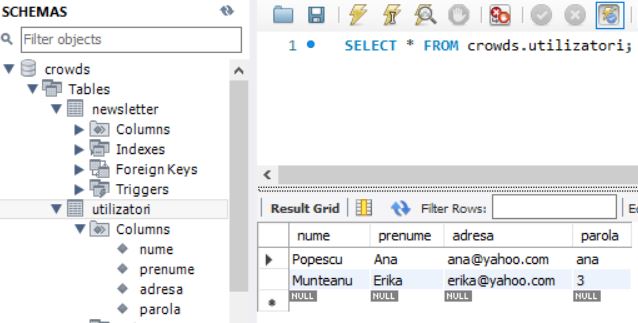 SCHEMAS
Filter objects
crowds
Tables
newsletter
Columns
Indexes
Foreign Keys
Triggers
utilizatori
Columns
nume
prenume
adresa
parola
1 SELECT * FROM crowds.utilizatori;
Result Grid Filter Rows:
nume prenume adresa parola
Popescu Ana ana@yahoo.com ana
Munteanu Erika erika@yahoo.com 3
NULL NULL NULL NULL